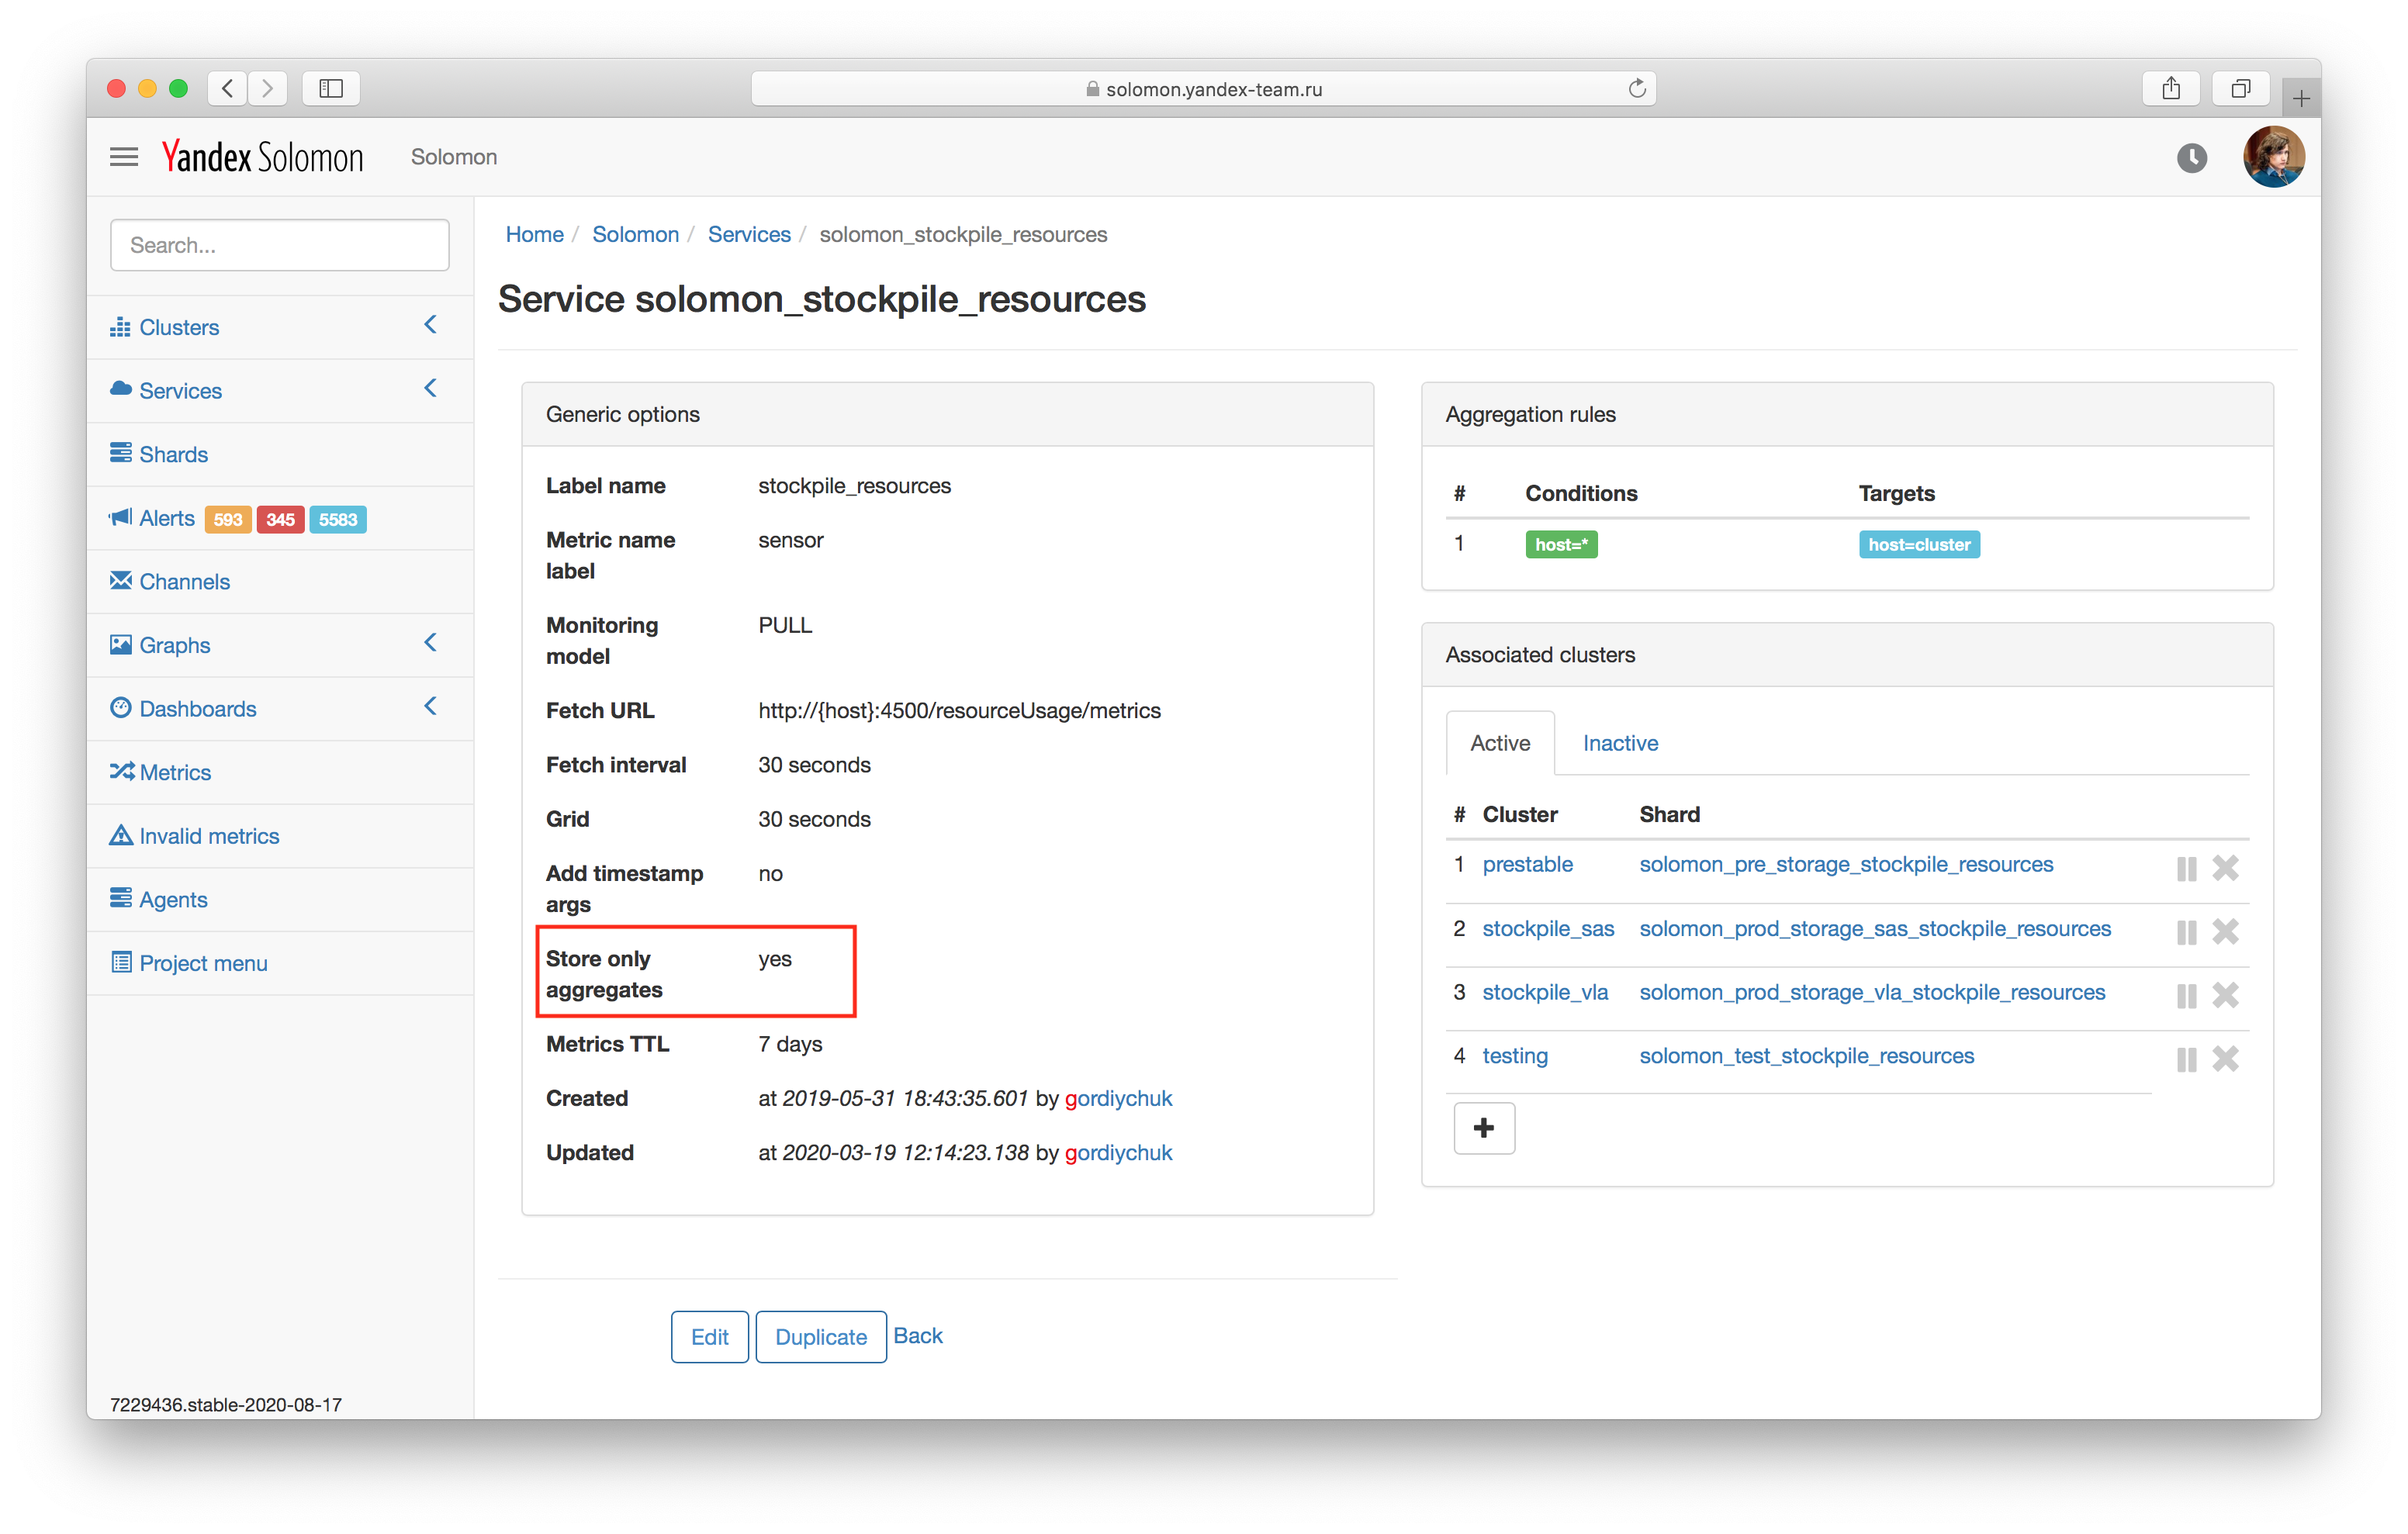 solomon.yandex-team.ru
Yandex Solomon
Solomon
Search...
Clusters
Services
Shards
Alerts 593 345 5583
Channels
Graphs
Dashboards
Metrics
Invalid metrics
Agents
Project menu
7229436.stable-2020-08-17
Home / Solomon / Services / solomon_stockpile_resources
Service solomon_stockpile_resources
Generic options
Label name stockpile_resources
Metric name sensor
label
Monitoring PULL
model
Fetch URL http://{host}:4500/resourceUsage/metrics
Fetch interval 30 seconds
Grid 30 seconds
Add timestamp no
args
Store only yes
aggregates
Metrics TTL 7 days
Created at 2019-05-31 18:43:35.601 by gordiychuk
Updated at 2020-03-19 12:14:23.138 by gordiychuk
Edit Duplicate Back
Aggregation rules
# Conditions Targets
1 host=* host=cluster
Associated clusters
Active Inactive
# Cluster Shard
1 prestable solomon_pre_storage_stockpile_resources
2 stockpile_sas solomon_prod_storage_sas_stockpile_resources
3 stockpile_vla solomon_prod_storage_vla_stockpile_resources
4 testing solomon_test_stockpile_resources